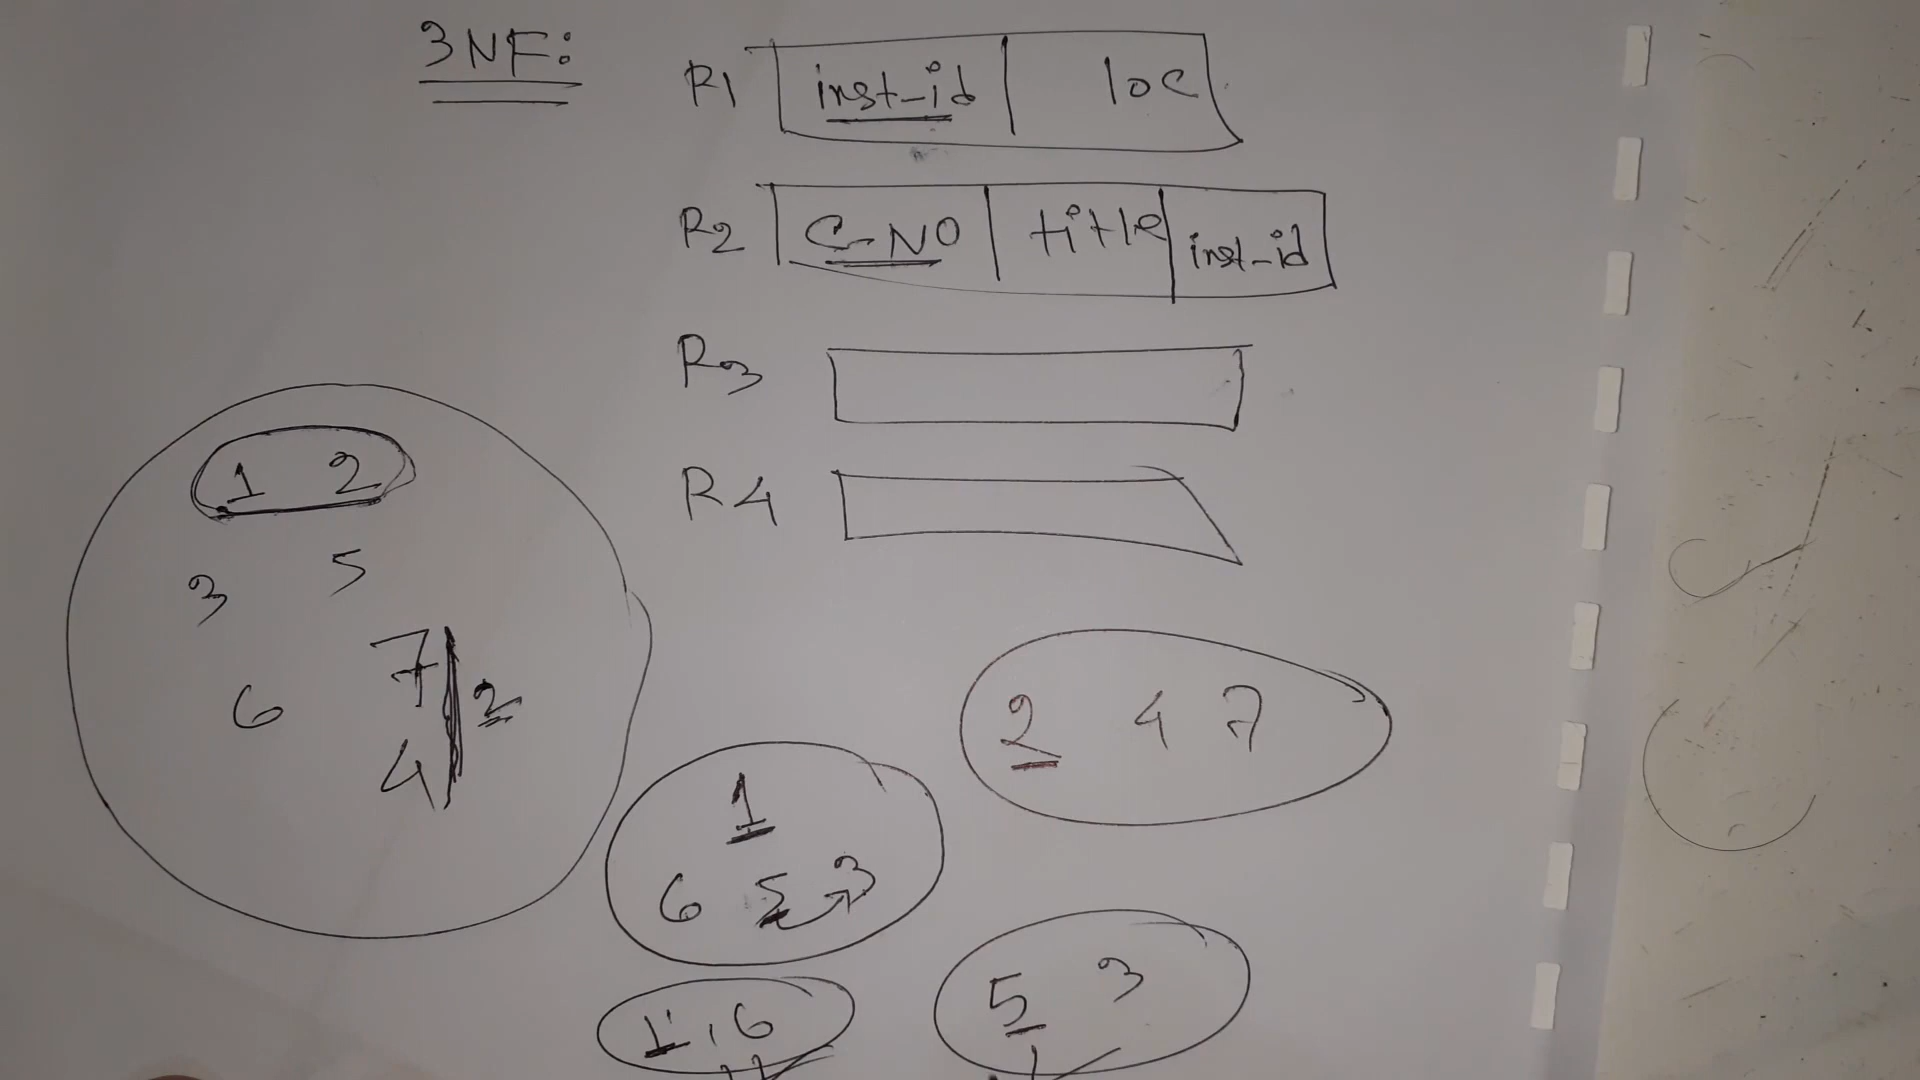 3NF:
R1 inst-id loc
R2 C-NO title inst-id
R3
R4
1 2
3 5
6 7 2
4
2 4 7
1
6 5 3
5 3
1, 6